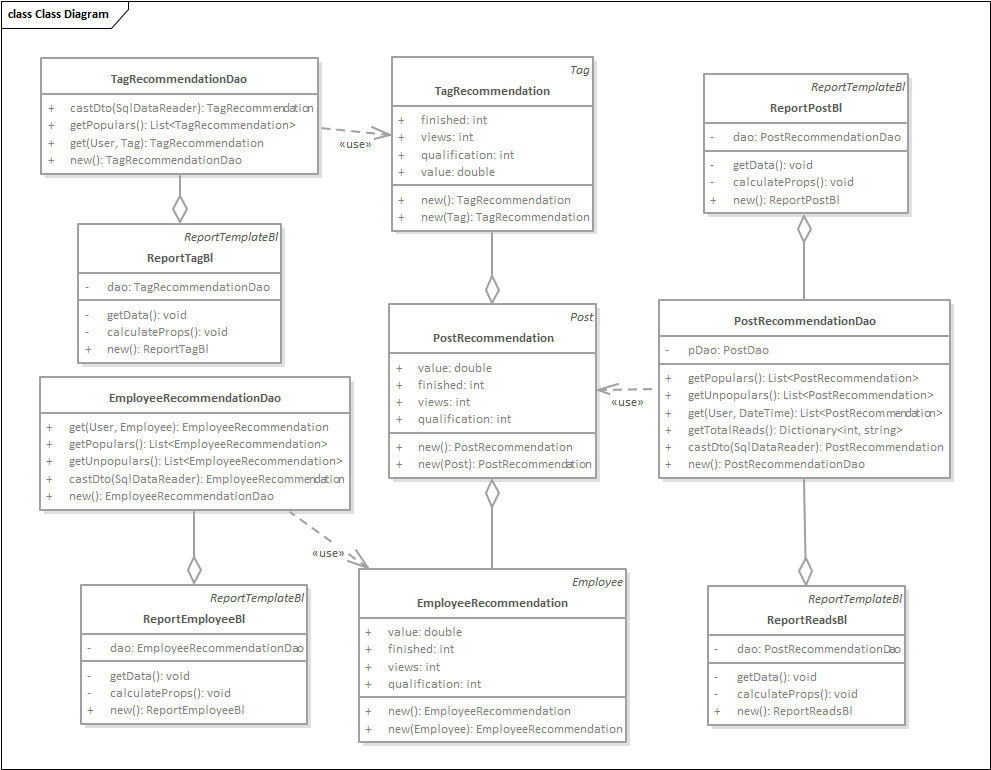 class Class Diagram
TagRecommendationDao
+ castDto(SqlDataReader): TagRecommendation
+ getPopulars(): List<TagRecommendation>
+ get(User, Tag): TagRecommendation
+ new(): TagRecommendationDao
«use»
Tag
TagRecommendation
+ finished: int
+ views: int
+ qualification: int
+ value: double
+ new(): TagRecommendation
+ new(Tag): TagRecommendation
ReportTemplateBl
ReportPostBl
- dao: PostRecommendationDao
- getData(): void
- calculateProps(): void
+ new(): ReportPostBl
ReportTemplateBl
ReportTagBl
- dao: TagRecommendationDao
- getData(): void
- calculateProps(): void
+ new(): ReportTagBl
Post
PostRecommendation
+ value: double
+ finished: int
+ views: int
+ qualification: int
+ new(): PostRecommendation
+ new(Post): PostRecommendation
«use»
PostRecommendationDao
- pDao: PostDao
+ getPopulars(): List<PostRecommendation>
+ getUnpopulars(): List<PostRecommendation>
+ get(User, DateTime): List<PostRecommendation>
+ getTotalReads(): Dictionary<int, string>
+ castDto(SqlDataReader): PostRecommendation
+ new(): PostRecommendationDao
EmployeeRecommendationDao
+ get(User, Employee): EmployeeRecommendation
+ getPopulars(): List<EmployeeRecommendation>
+ getUnpopulars(): List<EmployeeRecommendation>
+ castDto(SqlDataReader): EmployeeRecommendation
+ new(): EmployeeRecommendationDao
«use»
ReportTemplateBl
ReportEmployeeBl
- dao: EmployeeRecommendationDao
- getData(): void
- calculateProps(): void
+ new(): ReportEmployeeBl
Employee
EmployeeRecommendation
+ value: double
+ finished: int
+ views: int
+ qualification: int
+ new(): EmployeeRecommendation
+ new(Employee): EmployeeRecommendation
ReportTemplateBl
ReportReadsBl
- dao: PostRecommendationDao
- getData(): void
- calculateProps(): void
+ new(): ReportReadsBl